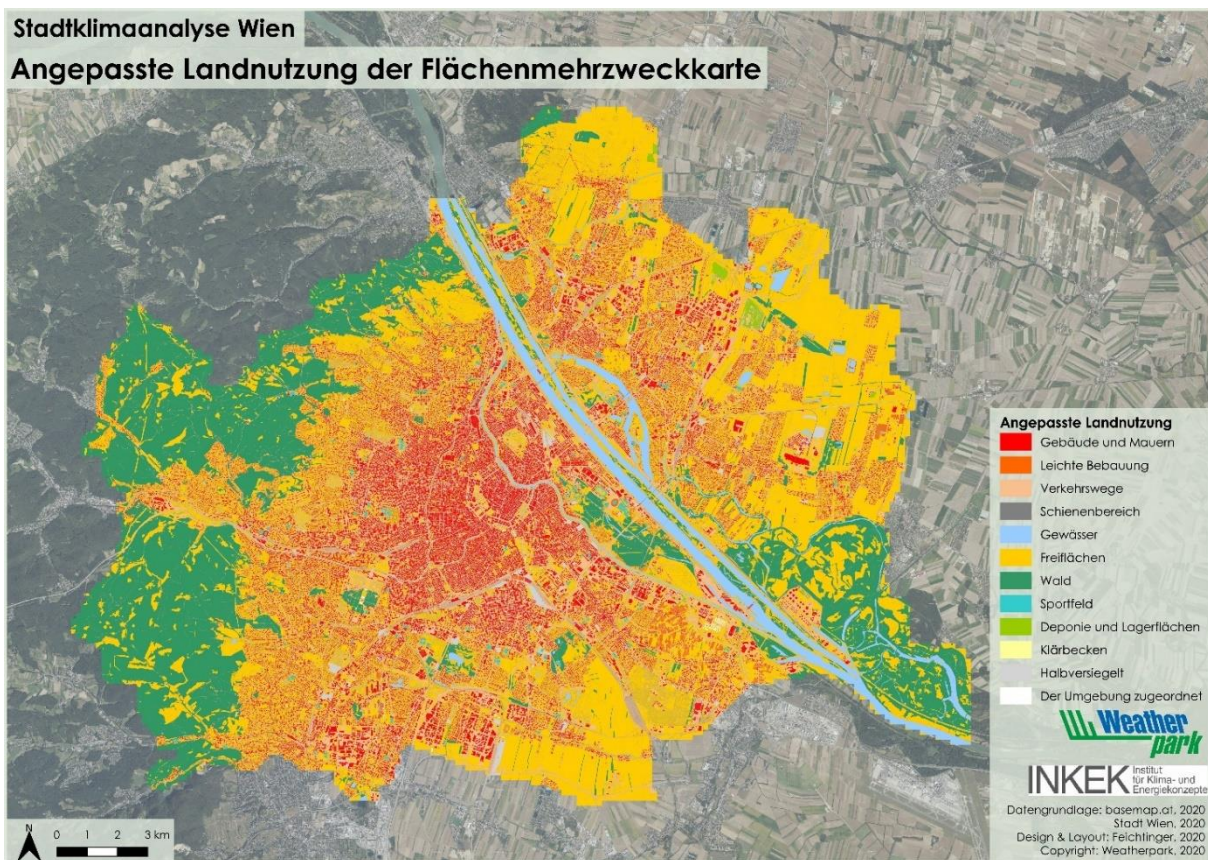 Stadtklimaanalyse Wien
Angepasste Landnutzung der Flächenmehrzweckkarte
Angepasste Landnutzung
Gebäude und Mauern
Leichte Bebauung
Verkehrswege
Schienenbereich
Gewässer
Freiflächen
Wald
Sportfeld
Deponie und Lagerflächen
Klärbecken
Halbversiegelt
Der Umgebung zugeordnet
Weather
park
INKEK Institut
für Klima- und
Energiekonzepte
Datengrundlage: basemap.at, 2020
Stadt Wien, 2020
Design & Layout: Feichtinger, 2020
Copyright: Weatherpark, 2020
N
0 1 2 3 km